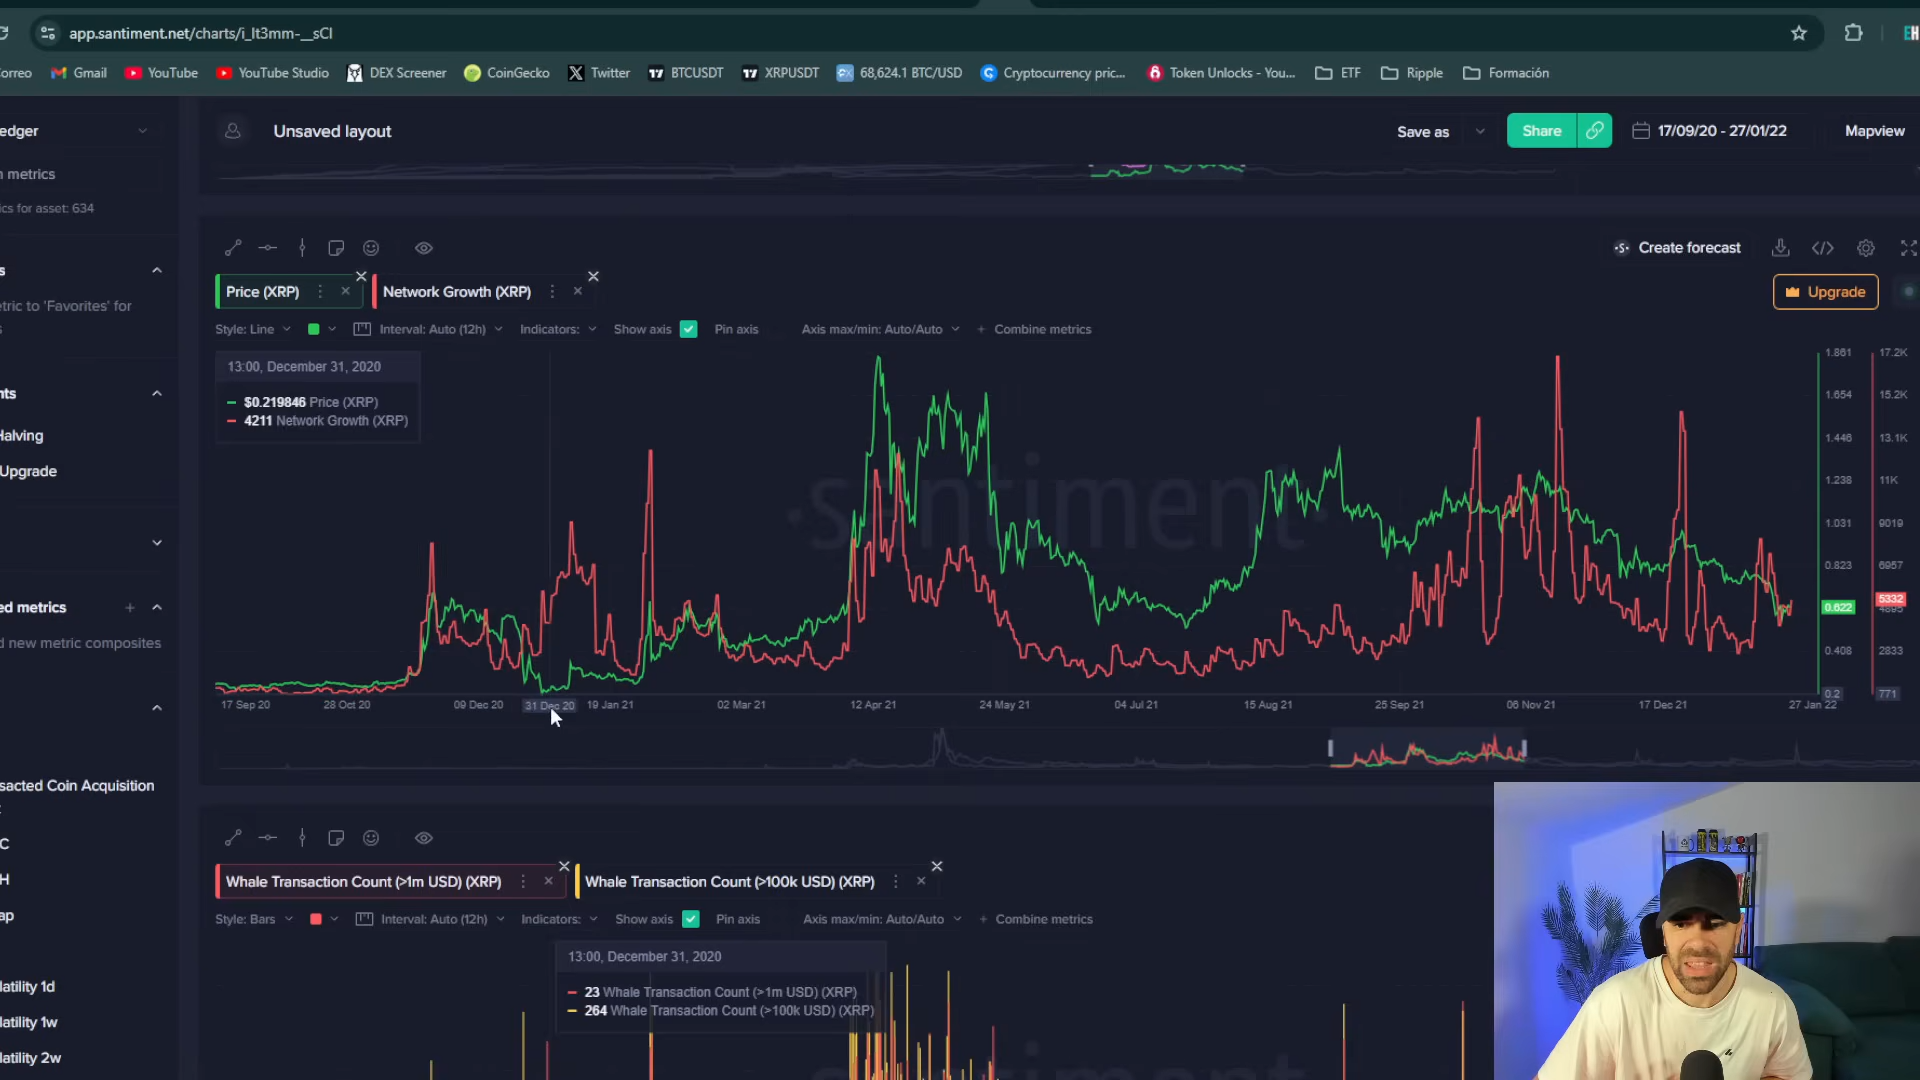 app.santiment.net/charts/i_lt3mm-__sCl
orreo Gmail YouTube YouTube Studio DEX Screener CoinGecko Twitter BTCUSDT XRPUSDT 68,624.1 BTC/USD Cryptocurrency pric... Token Unlocks - You... ETF Ripple Formación
edger
Unsaved layout
Save as Share 17/09/20 - 27/01/22 Mapview
n metrics
ics for asset: 634
s
etric to 'Favorites' for
s
nts
Halving
Upgrade
ed metrics +
d new metric composites
sacted Coin Acquisition
C
H
ap
latility 1d
latility 1w
latility 2w
Create forecast
Price (XRP) Network Growth (XRP)
Upgrade
Style: Line Interval: Auto (12h) Indicators: Show axis Pin axis Axis max/min: Auto/Auto + Combine metrics
13:00, December 31, 2020
$0.219846 Price (XRP)
4211 Network Growth (XRP)
·santiment·
1.861 17.2K
1.654 15.2K
1.446 13.1K
1.238 11K
1.031 9019
0.823 6957
0.622 5332
0.408 2833
0.2 771
17 Sep 20 28 Oct 20 09 Dec 20 31 Dec 20 19 Jan 21 02 Mar 21 12 Apr 21 24 May 21 04 Jul 21 15 Aug 21 25 Sep 21 06 Nov 21 17 Dec 21 27 Jan 22
Whale Transaction Count (>1m USD) (XRP) Whale Transaction Count (>100k USD) (XRP)
Style: Bars Interval: Auto (12h) Indicators: Show axis Pin axis Axis max/min: Auto/Auto + Combine metrics
13:00, December 31, 2020
23 Whale Transaction Count (>1m USD) (XRP)
264 Whale Transaction Count (>100k USD) (XRP)
santiment